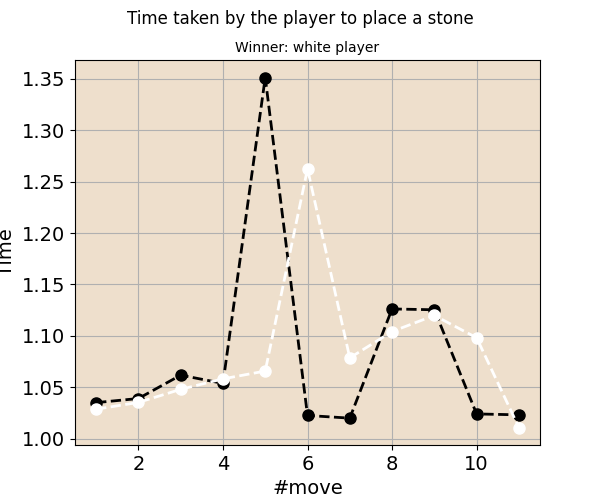 Time taken by the player to place a stone
Winner: white player
1.35
1.30
1.25
1.20
1.15
1.10
1.05
1.00
Time
2 4 6 8 10
#move